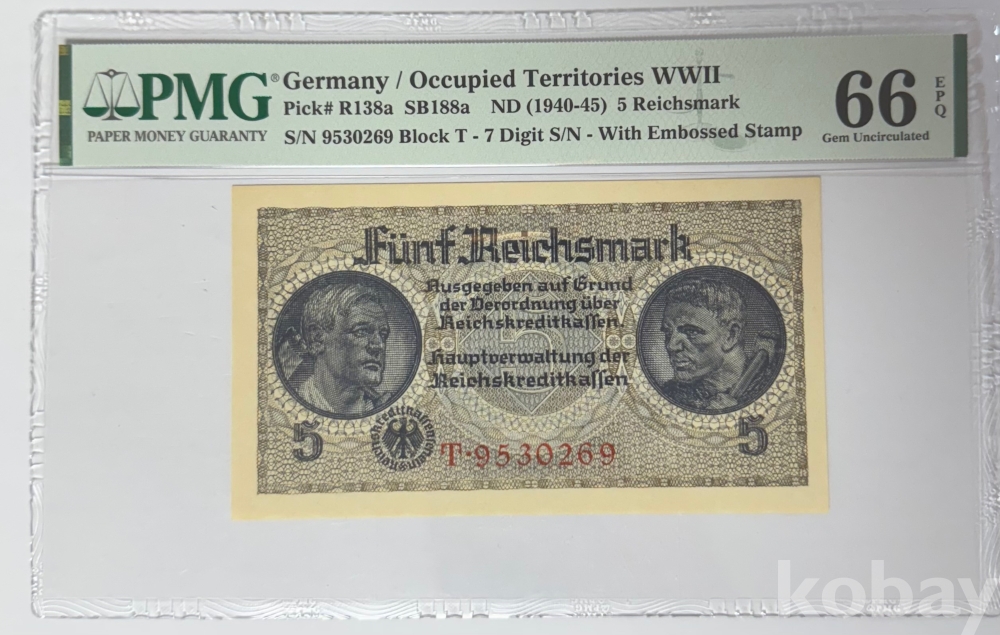 PMG®
PAPER MONEY GUARANTY
Germany / Occupied Territories WWII
Pick# R138a SB188a ND (1940-45) 5 Reichsmark
S/N 9530269 Block T - 7 Digit S/N - With Embossed Stamp
66 EPQ
Gem Uncirculated
Fünf Reichsmark
Ausgegeben auf Grund
der Verordnung über
Reichskreditkassen.
Hauptverwaltung der
Reichskreditkassen
5
5
5
T·9530269
kobay